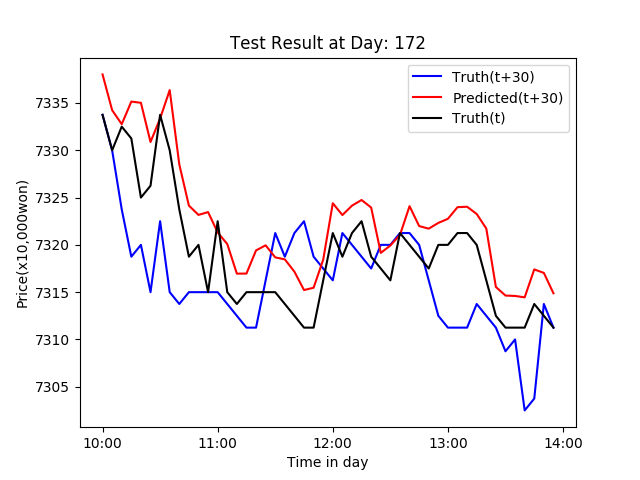 Test Result at Day: 172
Truth(t+30)
Predicted(t+30)
Truth(t)
Price(x10,000won)
7335
7330
7325
7320
7315
7310
7305
10:00 11:00 12:00 13:00 14:00
Time in day